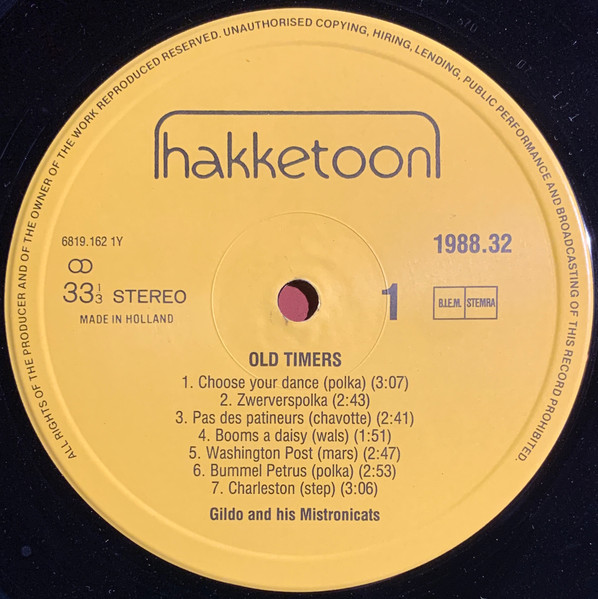 ALL RIGHTS OF THE PRODUCER AND OF THE OWNER OF THE WORK REPRODUCED RESERVED. UNAUTHORISED COPYING, HIRING, LENDING, PUBLIC PERFORMANCE AND BROADCASTING OF THIS RECORD PROHIBITED.
hakketoon
6819.162 1Y
1988.32
33 1/3 STEREO
MADE IN HOLLAND
1
B.I.E.M. STEMRA
OLD TIMERS
1. Choose your dance (polka) (3:07)
2. Zwerverspolka (2:43)
3. Pas des patineurs (chavotte) (2:41)
4. Booms a daisy (wals) (1:51)
5. Washington Post (mars) (2:47)
6. Bummel Petrus (polka) (2:53)
7. Charleston (step) (3:06)
Gildo and his Mistronicats